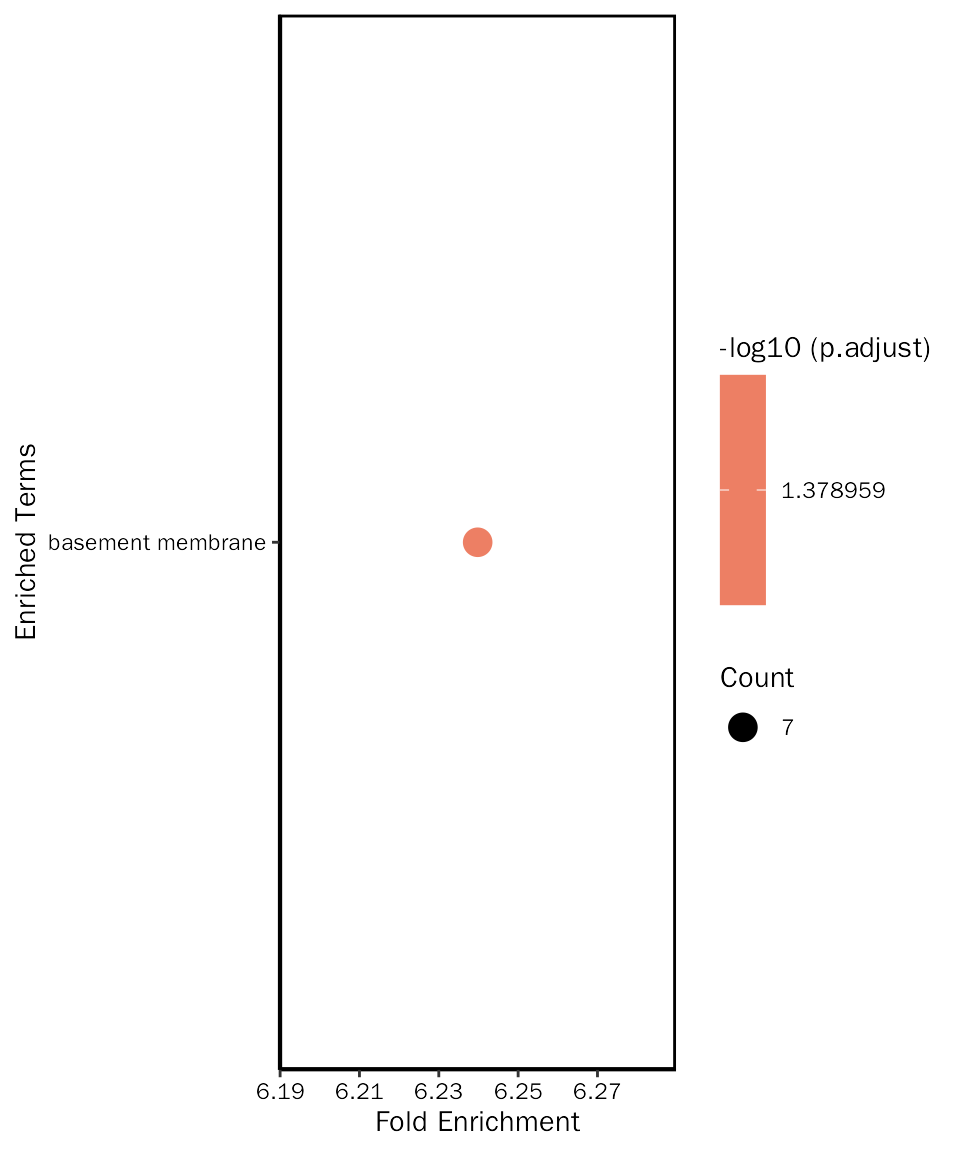 Enriched Terms
basement membrane
6.19 6.21 6.23 6.25 6.27
Fold Enrichment
-log10 (p.adjust)
1.378959
Count
7